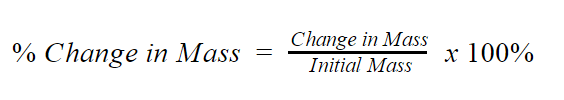 % Change in Mass = Change in Mass / Initial Mass x 100%